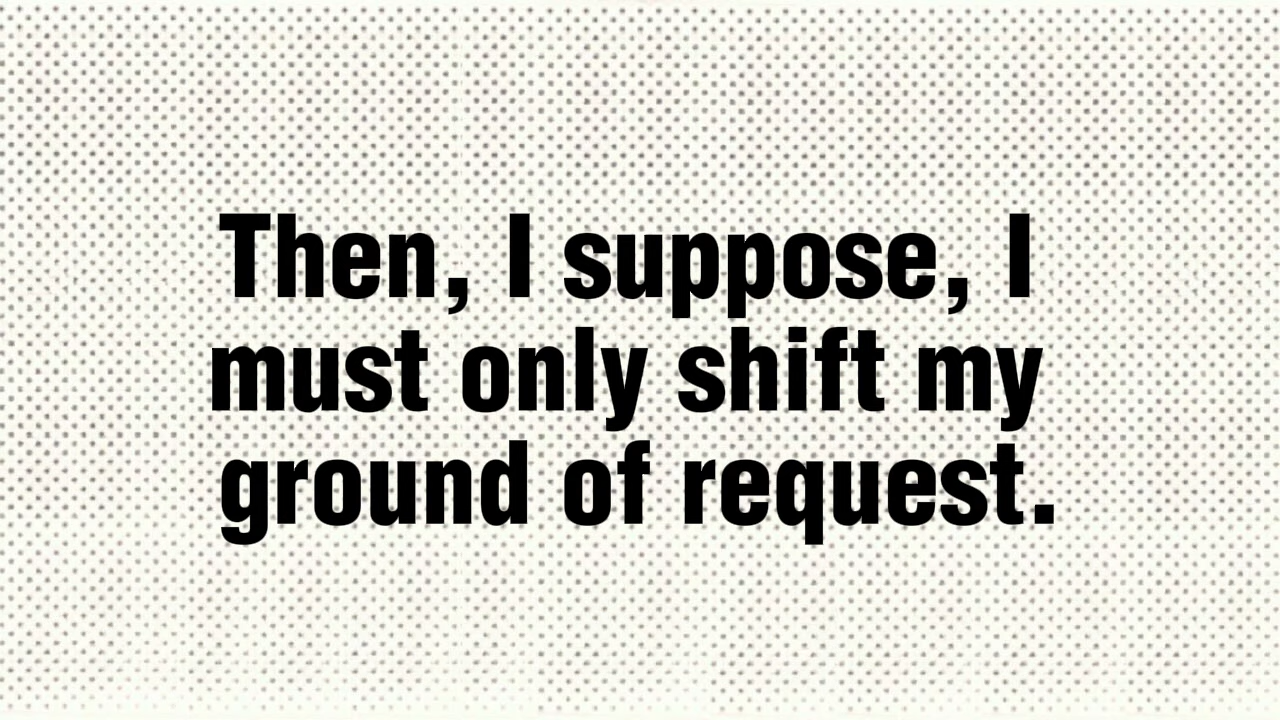 Then, I suppose, I
must only shift my
ground of request.